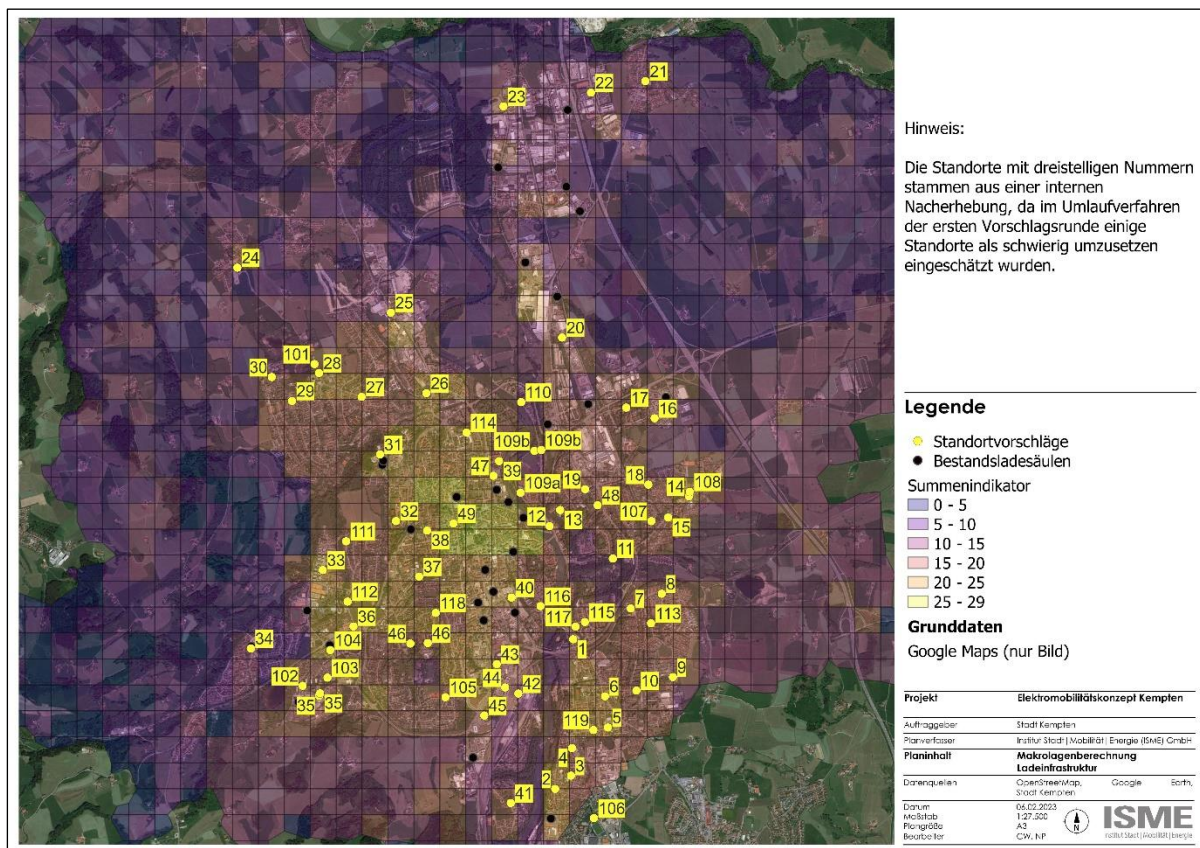 21
22
23
24
25
20
101
28
30
29
27
26
110
17
16
114
109b
109b
31
47
39
109a
19
18
14
108
48
32
49
12
13
107
15
38
111
11
33
37
8
112
40
116
7
118
115
113
36
117
46
46
1
34
104
43
103
9
102
44
42
10
35
35
105
6
45
119
5
4
3
2
41
106
Hinweis:
Die Standorte mit dreistelligen Nummern
stammen aus einer internen
Nacherhebung, da im Umlaufverfahren
der ersten Vorschlagsrunde einige
Standorte als schwierig umzusetzen
eingeschätzt wurden.
Legende
Standortvorschläge
Bestandsladesäulen
Summenindikator
0 - 5
5 - 10
10 - 15
15 - 20
20 - 25
25 - 29
Grunddaten
Google Maps (nur Bild)
Projekt Elektromobilitätskonzept Kempten
Auftraggeber Stadt Kempten
Planverfasser Institut Stadt | Mobilität | Energie (ISME) GmbH
Planinhalt Makrolagenberechnung
Ladeinfrastruktur
Datenquellen OpenStreetMap, Google Earth,
Stadt Kempten
Datum 06.02.2023
Maßstab 1:27.500
Plangröße A3
Bearbeiter CW, NP
N
ISME
Institut Stadt | Mobilität | Energie